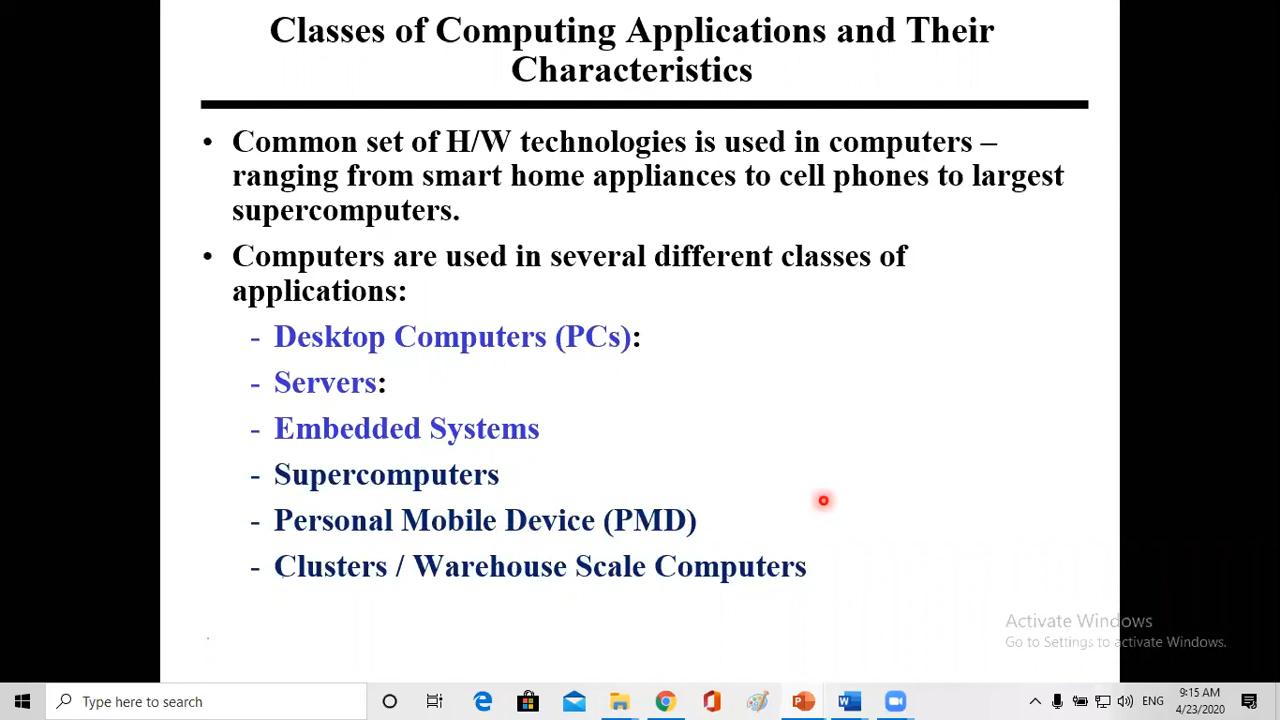 Classes of Computing Applications and Their
Characteristics
• Common set of H/W technologies is used in computers –
ranging from smart home appliances to cell phones to largest
supercomputers.
• Computers are used in several different classes of
applications:
- Desktop Computers (PCs):
- Servers:
- Embedded Systems
- Supercomputers
- Personal Mobile Device (PMD)
- Clusters / Warehouse Scale Computers
Activate Windows
Go to Settings to activate Windows.
Type here to search
ENG
9:15 AM
4/23/2020